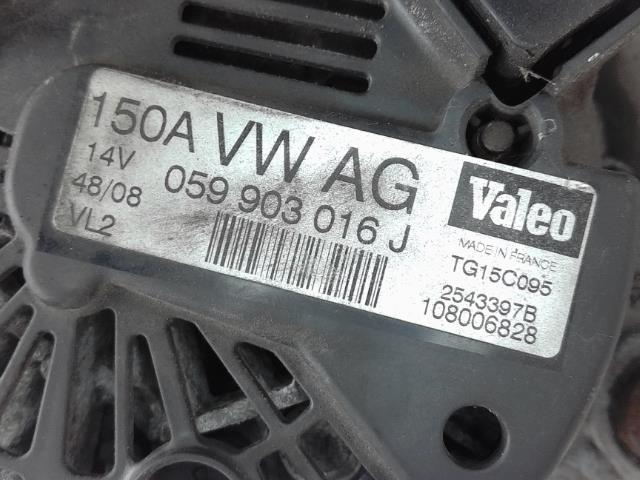 150A VW AG
14V
059 903 016 J
48/08
VL2
Valeo
MADE IN FRANCE
TG15C095
2543397B
108006828